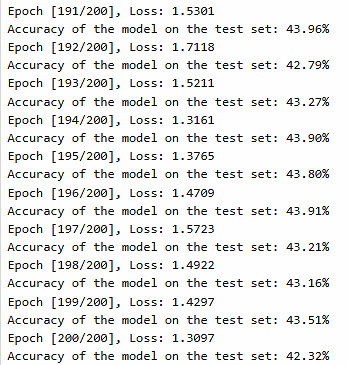 Epoch [191/200], Loss: 1.5301
Accuracy of the model on the test set: 43.96%
Epoch [192/200], Loss: 1.7118
Accuracy of the model on the test set: 42.79%
Epoch [193/200], Loss: 1.5211
Accuracy of the model on the test set: 43.27%
Epoch [194/200], Loss: 1.3161
Accuracy of the model on the test set: 43.90%
Epoch [195/200], Loss: 1.3765
Accuracy of the model on the test set: 43.80%
Epoch [196/200], Loss: 1.4709
Accuracy of the model on the test set: 43.91%
Epoch [197/200], Loss: 1.5723
Accuracy of the model on the test set: 43.21%
Epoch [198/200], Loss: 1.4922
Accuracy of the model on the test set: 43.16%
Epoch [199/200], Loss: 1.4297
Accuracy of the model on the test set: 43.51%
Epoch [200/200], Loss: 1.3097
Accuracy of the model on the test set: 42.32%